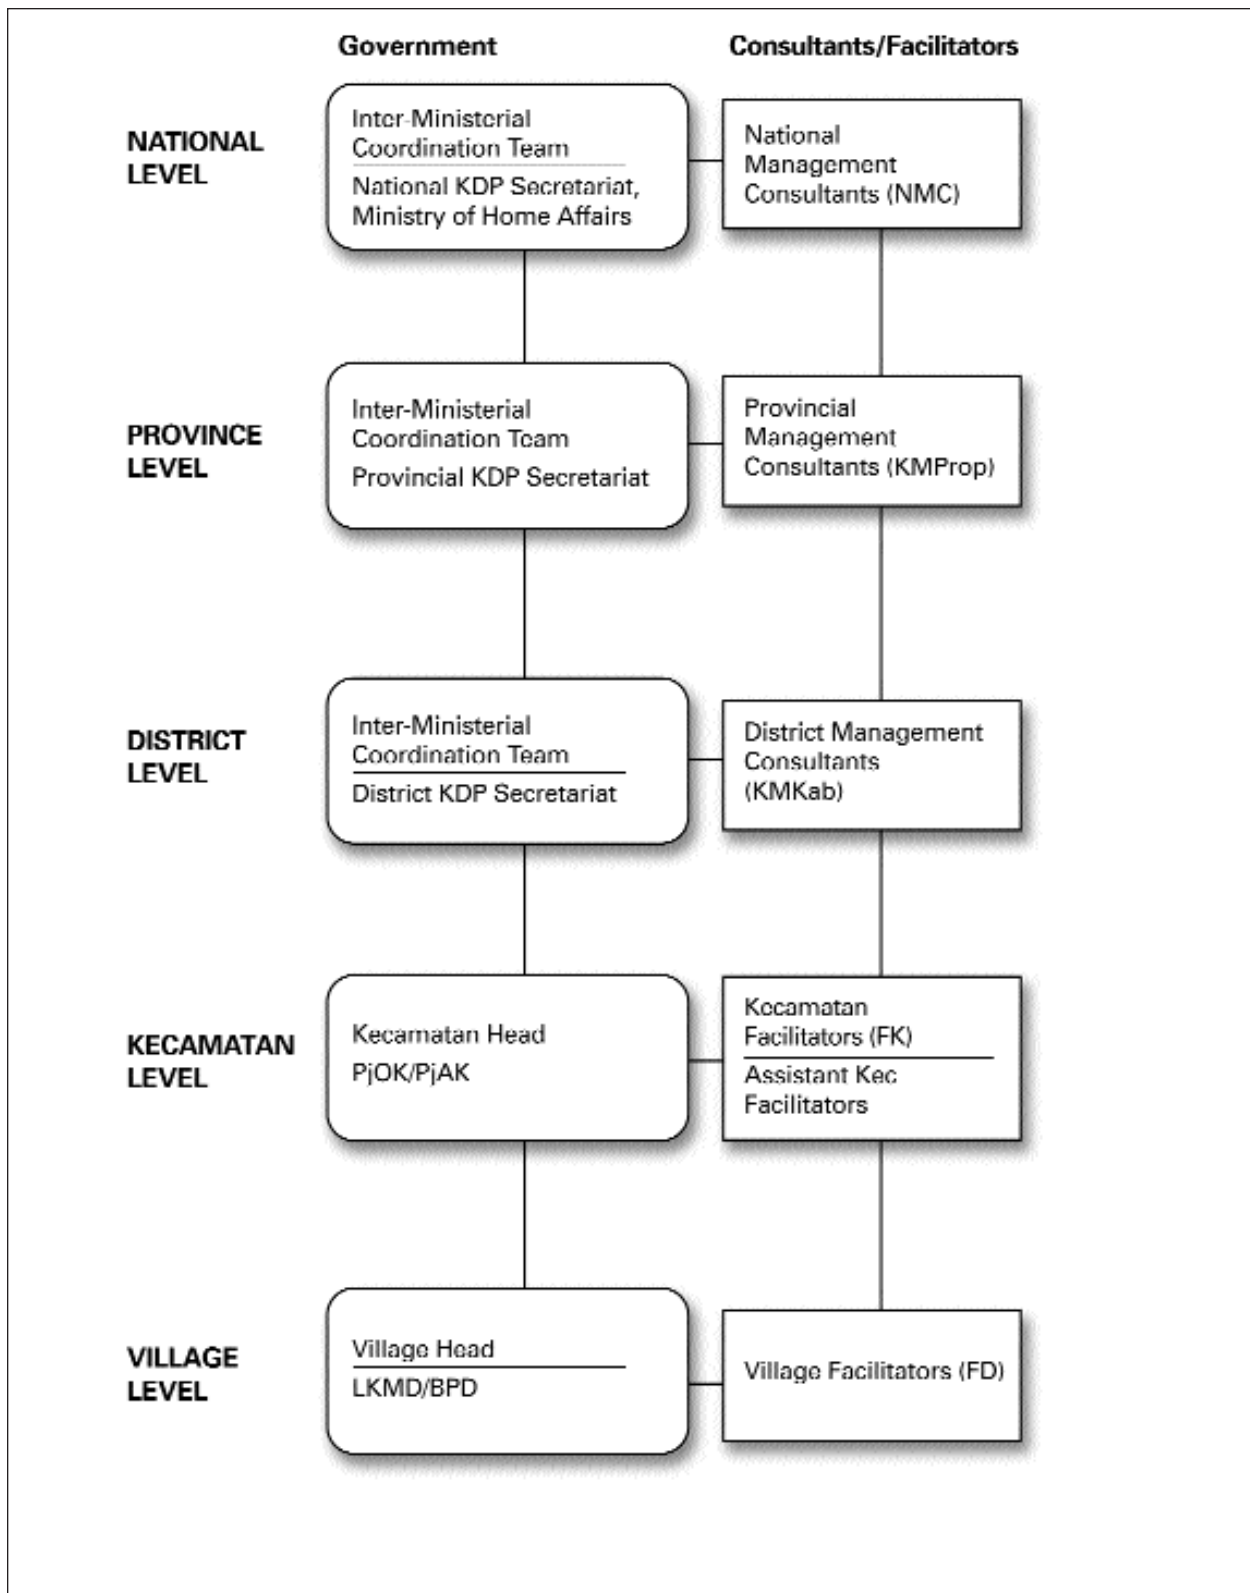 Government
Consultants/Facilitators
NATIONAL
LEVEL
Inter-Ministerial
Coordination Team
National KDP Secretariat,
Ministry of Home Affairs
National
Management
Consultants (NMC)
PROVINCE
LEVEL
Inter-Ministerial
Coordination Team
Provincial KDP Secretariat
Provincial
Management
Consultants (KMProp)
DISTRICT
LEVEL
Inter-Ministerial
Coordination Team
District KDP Secretariat
District Management
Consultants
(KMKab)
KECAMATAN
LEVEL
Kecamatan Head
PjOK/PjAK
Kecamatan
Facilitators (FK)
Assistant Kec
Facilitators
VILLAGE
LEVEL
Village Head
LKMD/BPD
Village Facilitators (FD)